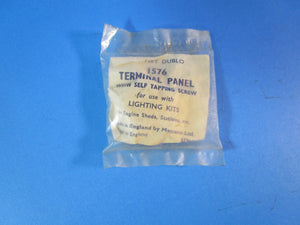 DUBLO
1576
TERMINAL PANEL
SELF TAPPING SCREW
for use with
LIGHTING KITS
Engine Sheds, Stations,
England by Meccano Ltd.
England